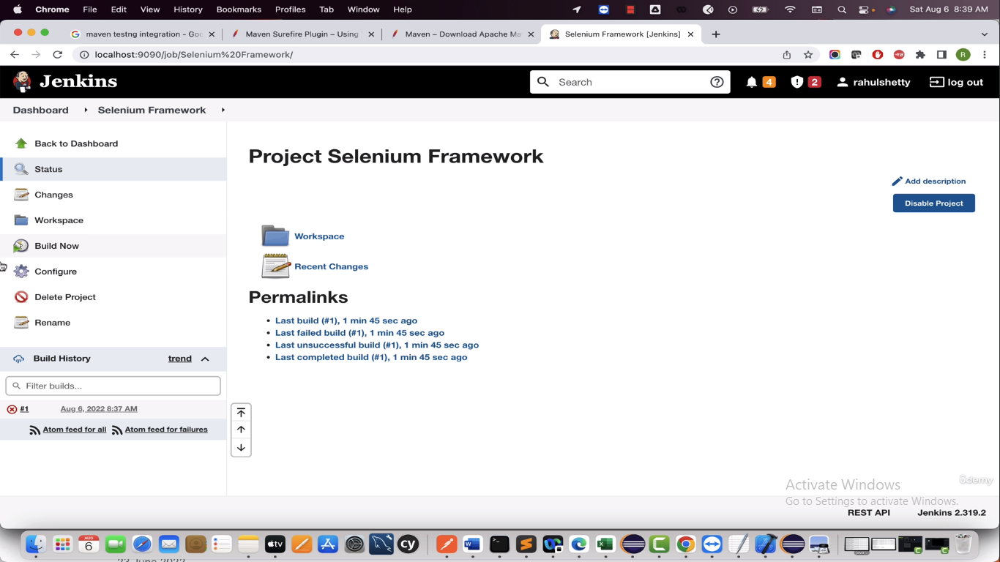 Chrome File Edit View History Bookmarks Profiles Tab Window Help Sat Aug 6 8:39 AM
maven testng integration - Goo Maven Surefire Plugin – Using Maven – Download Apache Ma Selenium Framework [Jenkins]
localhost:9090/job/Selenium%20Framework/ R
Jenkins Search 4 2 rahulshetty log out
Dashboard Selenium Framework
Back to Dashboard
Status
Changes
Workspace
Build Now
Configure
Delete Project
Rename
Build History trend
Filter builds...
#1 Aug 6, 2022 8:37 AM
Atom feed for all Atom feed for failures
Project Selenium Framework
Add description
Disable Project
Workspace
Recent Changes
Permalinks
Last build (#1), 1 min 45 sec ago
Last failed build (#1), 1 min 45 sec ago
Last unsuccessful build (#1), 1 min 45 sec ago
Last completed build (#1), 1 min 45 sec ago
Activate Windows
Go to Settings to activate Windows.
ûdemy
REST API Jenkins 2.319.2
AUG
6
tv
cy
23 June 2022